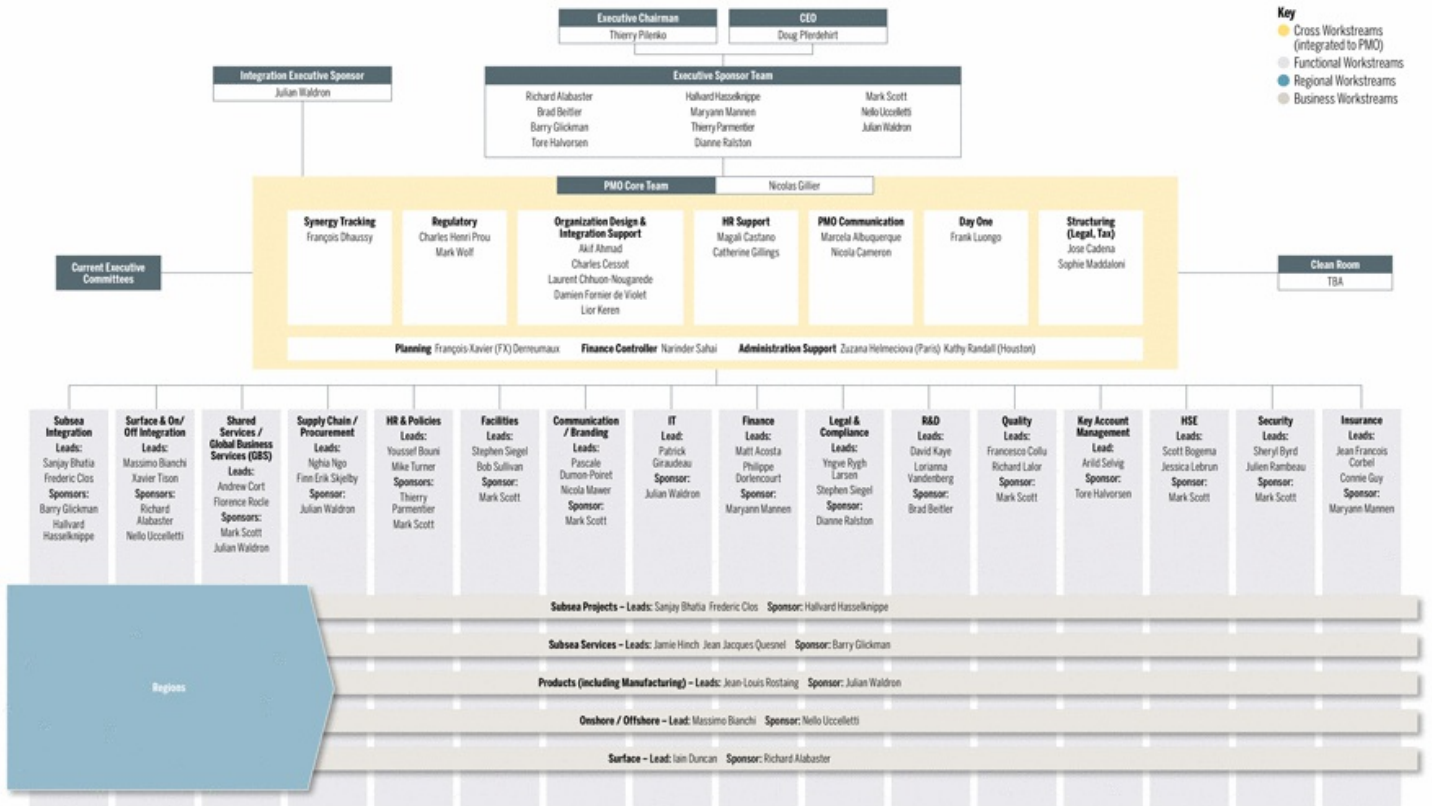 Executive Chairman
Thierry Pilenko
CEO
Doug Pferdehirt
Key
Cross Workstreams
(integrated to PMO)
Functional Workstreams
Regional Workstreams
Business Workstreams
Integration Executive Sponsor
Julian Waldron
Executive Sponsor Team
Richard Alabaster
Brad Beitler
Barry Glickman
Tore Halvorsen
Hallvard Hasselknippe
Maryann Mannen
Thierry Parmentier
Dianne Ralston
Mark Scott
Nello Uccelletti
Julian Waldron
PMO Core Team
Nicolas Gillier
Synergy Tracking
François Dhaussy
Regulatory
Charles Henri Prou
Mark Wolf
Organization Design &
Integration Support
Akif Ahmad
Charles Cessot
Laurent Chhuon-Nougarede
Damien Fornier de Violet
Lior Keren
HR Support
Magali Castano
Catherine Gillings
PMO Communication
Marcela Albuquerque
Nicola Cameron
Day One
Frank Luongo
Structuring
(Legal, Tax)
Jose Cadena
Sophie Maddaloni
Current Executive
Committees
Clean Room
TBA
Planning François-Xavier (FX) Derreumaux Finance Controller Narinder Sahai Administration Support Zuzana Helmeciova (Paris) Kathy Randall (Houston)
Subsea
Integration
Leads:
Sanjay Bhatia
Frederic Clos
Sponsors:
Barry Glickman
Hallvard
Hasselknippe
Surface & On/
Off Integration
Leads:
Massimo Bianchi
Xavier Tison
Sponsors:
Richard
Alabaster
Nello Uccelletti
Shared
Services /
Global Business
Services (GBS)
Leads:
Andrew Cort
Florence Rocle
Sponsors:
Mark Scott
Julian Waldron
Supply Chain /
Procurement
Leads:
Nghia Ngo
Finn Erik Skjelby
Sponsor:
Julian Waldron
HR & Policies
Leads:
Youssef Bouni
Mike Turner
Sponsors:
Thierry
Parmentier
Mark Scott
Facilities
Leads:
Stephen Siegel
Bob Sullivan
Sponsor:
Mark Scott
Communication
/ Branding
Leads:
Pascale
Dumon-Poiret
Nicola Mawer
Sponsor:
Mark Scott
IT
Lead:
Patrick
Giraudeau
Sponsor:
Julian Waldron
Finance
Leads:
Matt Acosta
Philippe
Dorlencourt
Sponsor:
Maryann Mannen
Legal &
Compliance
Leads:
Yngve Rygh
Larsen
Stephen Siegel
Sponsor:
Dianne Ralston
R&D
Leads:
David Kaye
Lorianna
Vandenberg
Sponsor:
Brad Beitler
Quality
Leads:
Francesco Collu
Richard Lalor
Sponsor:
Mark Scott
Key Account
Management
Lead:
Arild Selvig
Sponsor:
Tore Halvorsen
HSE
Leads:
Scott Bogema
Jessica Lebrun
Sponsor:
Mark Scott
Security
Leads:
Sheryl Byrd
Julien Rambeau
Sponsor:
Mark Scott
Insurance
Leads:
Jean Francois
Corbel
Connie Guy
Sponsor:
Maryann Mannen
Regions
Subsea Projects – Leads: Sanjay Bhatia Frederic Clos Sponsor: Hallvard Hasselknippe
Subsea Services – Leads: Jamie Hinch Jean Jacques Quesnel Sponsor: Barry Glickman
Products (including Manufacturing) – Leads: Jean-Louis Rostaing Sponsor: Julian Waldron
Onshore / Offshore – Lead: Massimo Bianchi Sponsor: Nello Uccelletti
Surface – Lead: Iain Duncan Sponsor: Richard Alabaster